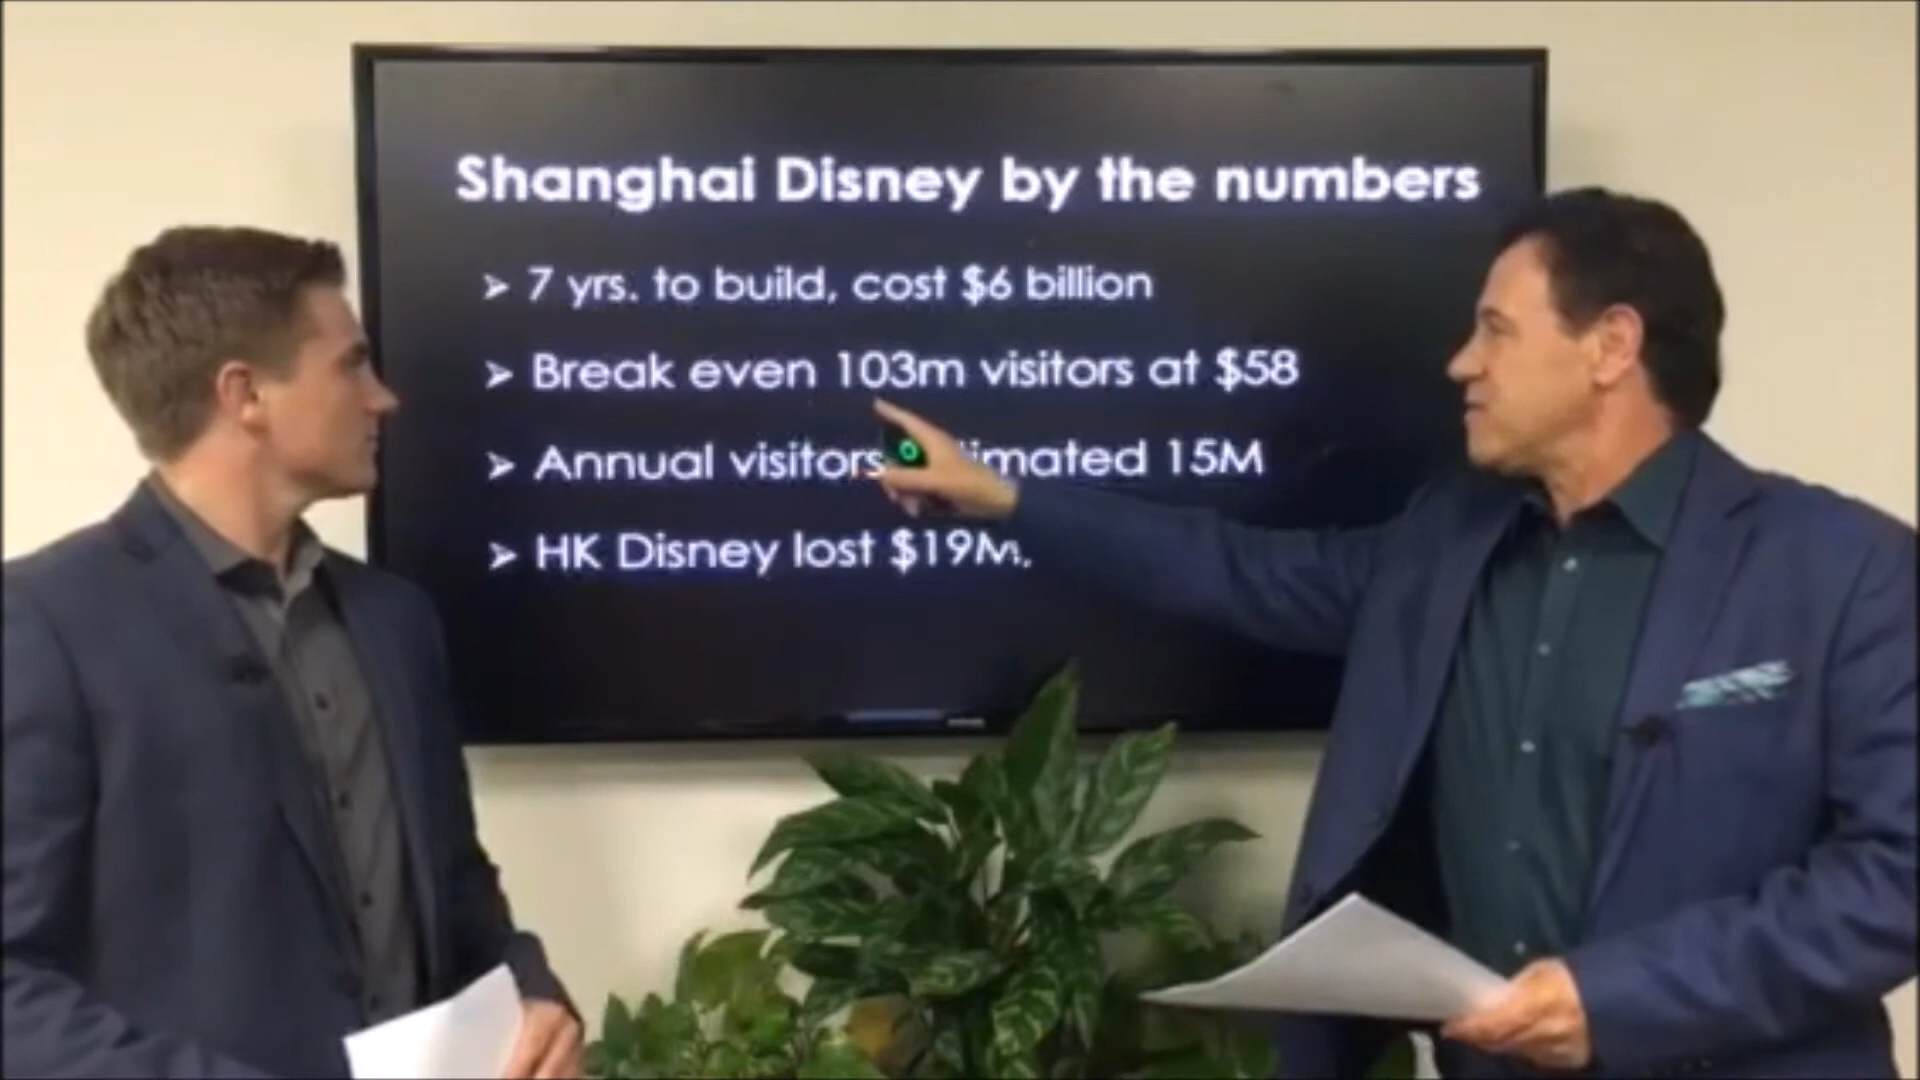 Shanghai Disney by the numbers
➤ 7 yrs. to build, cost $6 billion
➤ Break even 103m visitors at $58
➤ Annual visitors timated 15M
➤ HK Disney lost $19M.